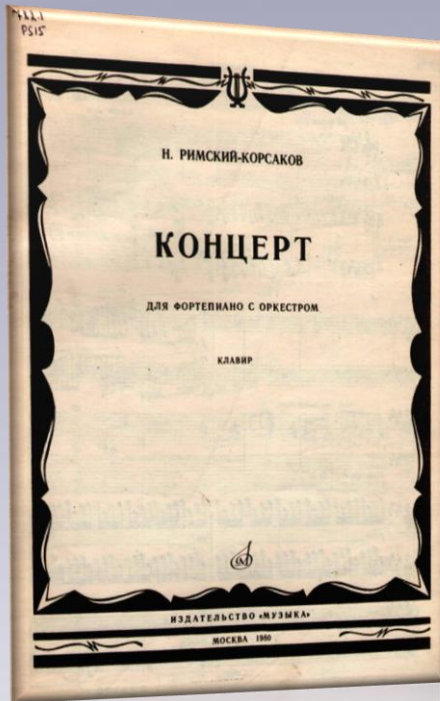 Н. РИМСКИЙ-КОРСАКОВ
КОНЦЕРТ
ДЛЯ ФОРТЕПИАНО С ОРКЕСТРОМ
КЛАВИР
ИЗДАТЕЛЬСТВО «МУЗЫКА»
МОСКВА 1980